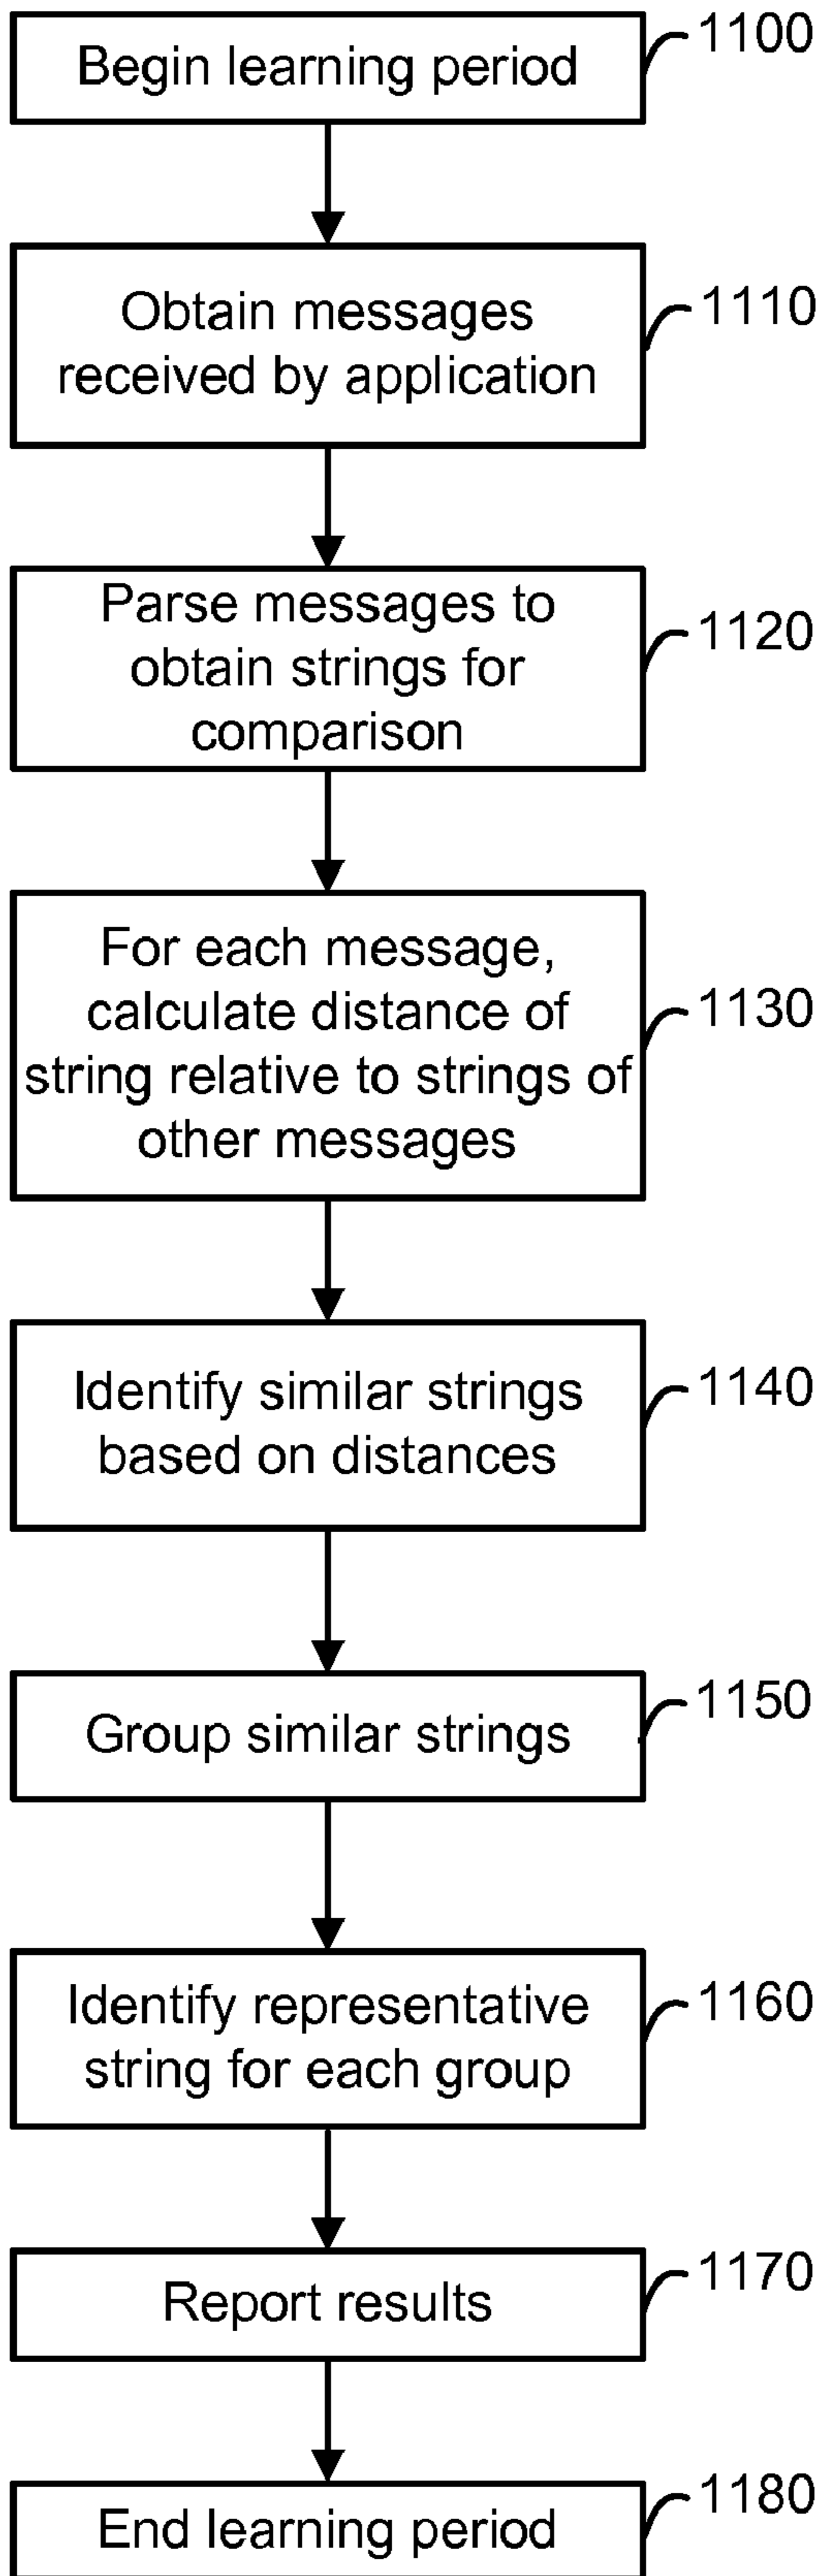 Begin learning period
1100
Obtain messages
received by application
1110
Parse messages to
obtain strings for
comparison
1120
For each message,
calculate distance of
string relative to strings of
other messages
1130
Identify similar strings
based on distances
1140
Group similar strings
1150
Identify representative
string for each group
1160
Report results
1170
End learning period
1180